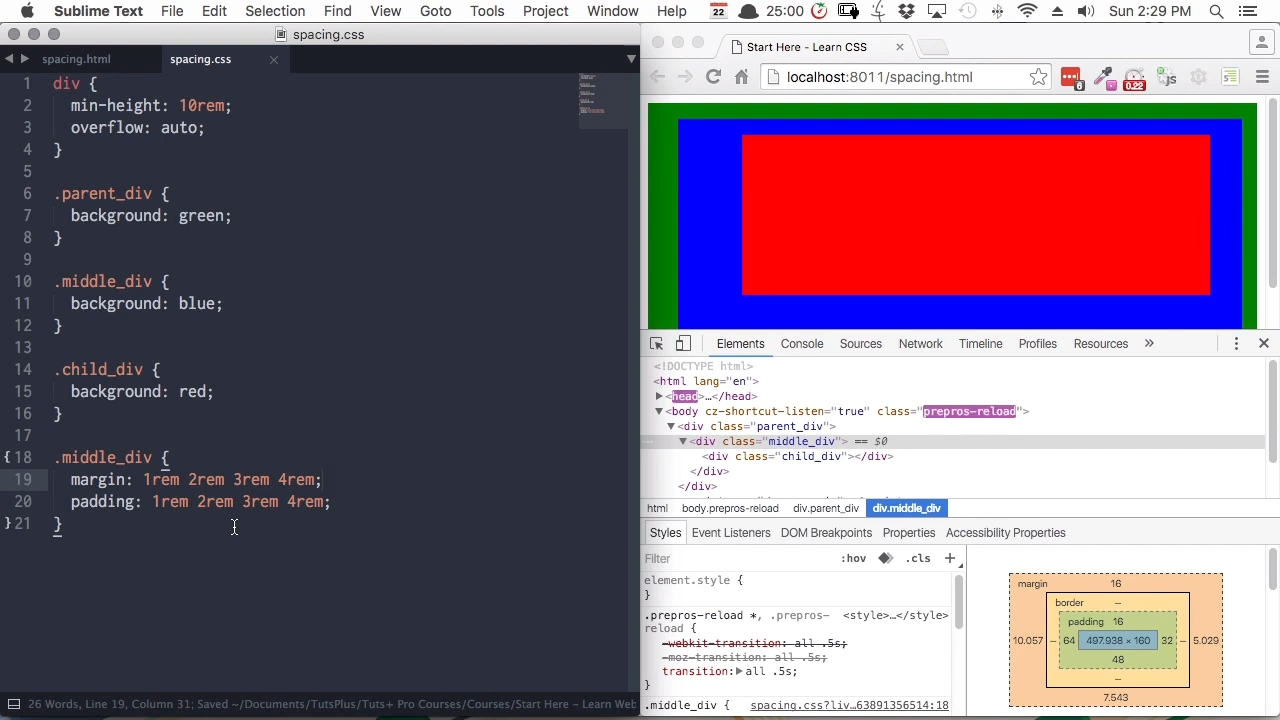 Sublime Text File Edit Selection Find View Goto Tools Project Window Help 22 25:00 Sun 2:29 PM
spacing.css
spacing.html spacing.css
1 div {
2 min-height: 10rem;
3 overflow: auto;
4 }
5
6 .parent_div {
7 background: green;
8 }
9
10 .middle_div {
11 background: blue;
12 }
13
14 .child_div {
15 background: red;
16 }
17
18 .middle_div {
19 margin: 1rem 2rem 3rem 4rem;
20 padding: 1rem 2rem 3rem 4rem;
21 }
26 Words, Line 19, Column 31; Saved ~/Documents/TutsPlus/Tuts+ Pro Courses/Courses/Start Here - Learn Web
Start Here - Learn CSS
localhost:8011/spacing.html 6 0.22 JS
Elements Console Sources Network Timeline Profiles Resources »
<!DOCTYPE html>
<html lang="en">
<head>…</head>
<body cz-shortcut-listen="true" class="prepros-reload">
<div class="parent_div">
<div class="middle_div"> == $0
<div class="child_div"></div>
</div>
</div>
html body.prepros-reload div.parent_div div.middle_div
Styles Event Listeners DOM Breakpoints Properties Accessibility Properties
Filter :hov .cls +
element.style {
}
.prepros-reload *, .prepros- <style>…</style>
reload {
-webkit-transition: all .5s;
-moz-transition: all .5s;
transition: all .5s;
}
.middle_div { spacing.css?liv…63891356514:18
margin 16
border –
padding 16
10.057 – 64 497.938 × 160 32 – 5.029
48
–
7.543